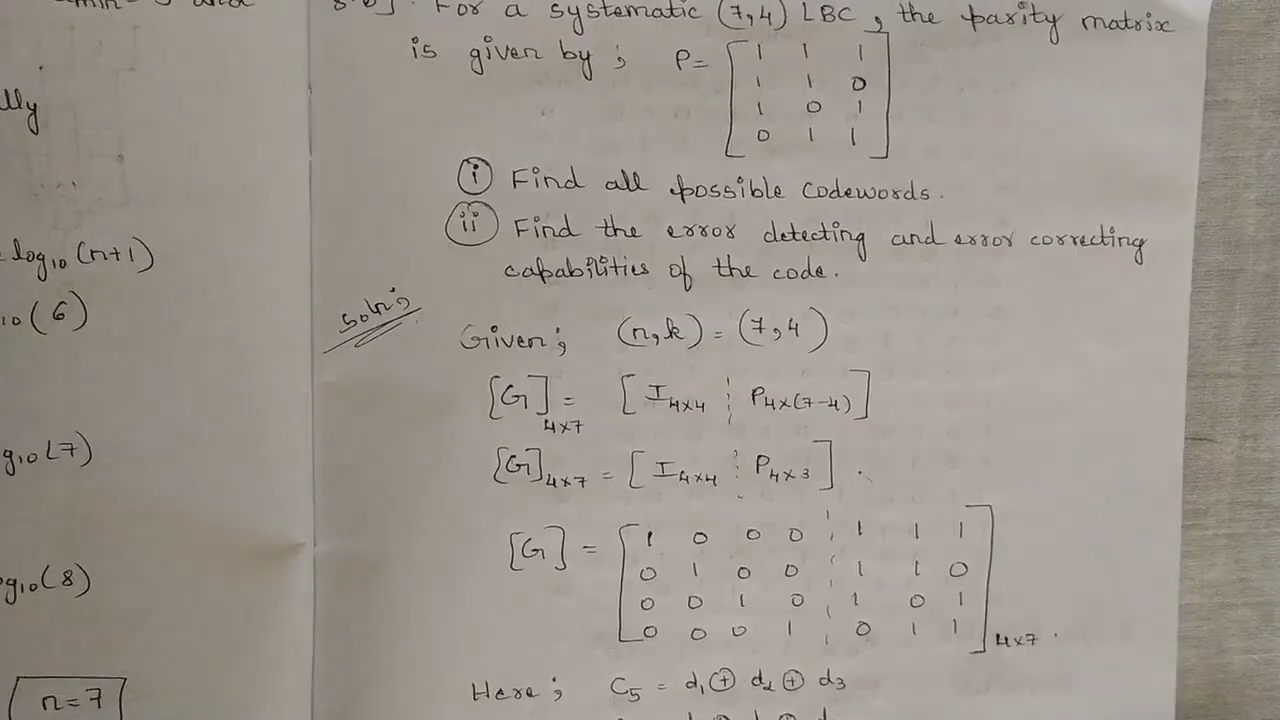 lly
log10 (n+1)
10 (6)
g10 (7)
og10 (8)
n = 7
For a systematic (7,4) LBC, the parity matrix
is given by; P = [ 1 1 1
1 1 0
1 0 1
0 1 1 ]
(i) Find all possible codewords.
(ii) Find the error detecting and error correcting
capabilities of the code.
Soln;
Given; (n,k) = (7,4)
[G]4×7 = [ I4×4 ⋮ P4×(7-4) ]
[G]4×7 = [ I4×4 ⋮ P4×3 ].
[G] = [ 1 0 0 0 ⋮ 1 1 1
0 1 0 0 ⋮ 1 1 0
0 0 1 0 ⋮ 1 0 1
0 0 0 1 ⋮ 0 1 1 ]4×7.
Here; C5 = d1 ⊕ d2 ⊕ d3